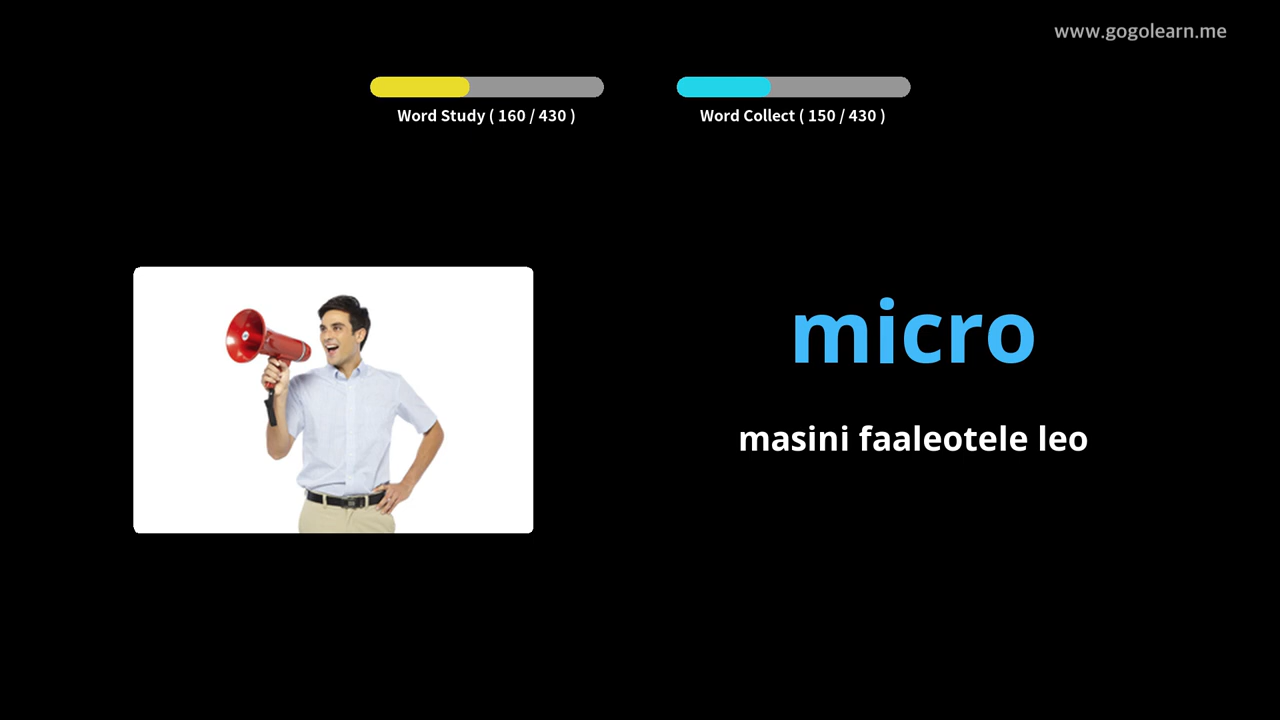 www.gogolearn.me
Word Study ( 160 / 430 )
Word Collect ( 150 / 430 )
micro
masini faaleotele leo